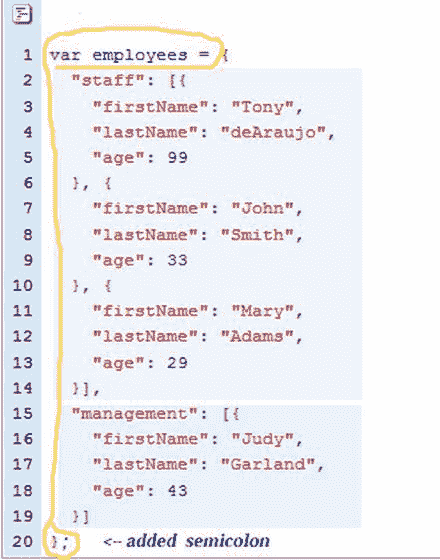 1 var employees = {
2 "staff": [{
3 "firstName": "Tony",
4 "lastName": "deAraujo",
5 "age": 99
6 }, {
7 "firstName": "John",
8 "lastName": "Smith",
9 "age": 33
10 }, {
11 "firstName": "Mary",
12 "lastName": "Adams",
13 "age": 29
14 }],
15 "management": [{
16 "firstName": "Judy",
17 "lastName": "Garland",
18 "age": 43
19 }]
20 }; <-- added semicolon